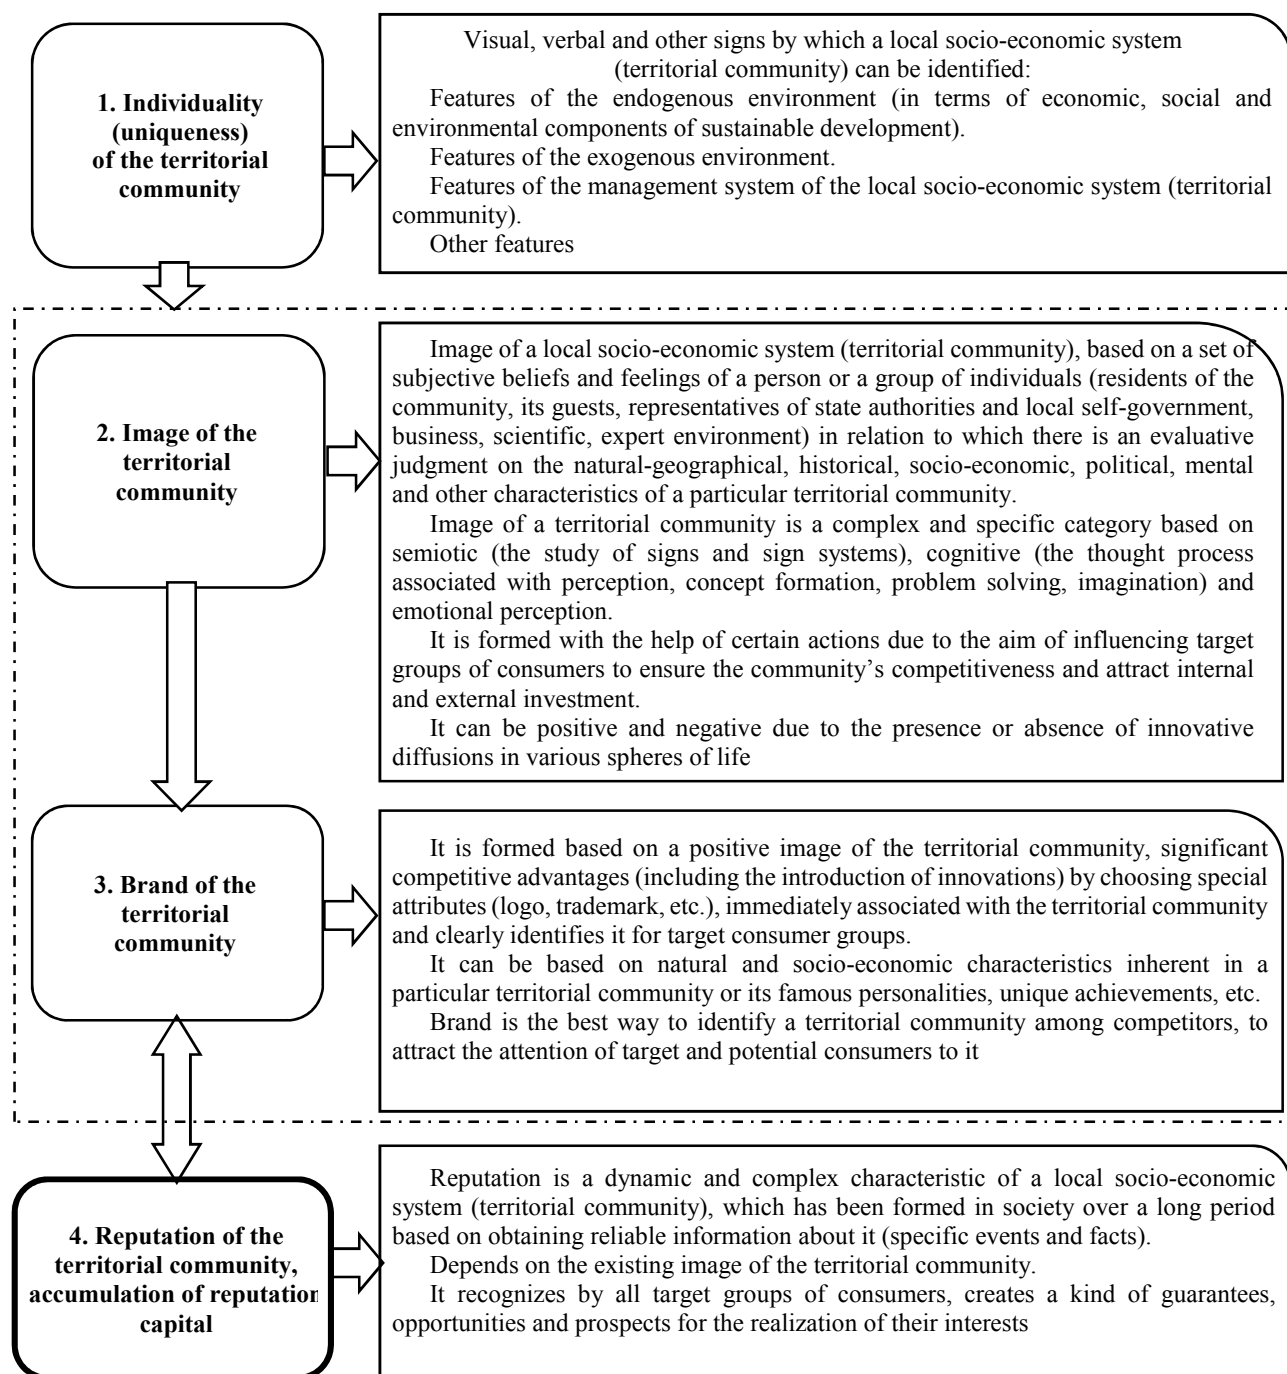 1. Individuality
(uniqueness)
of the territorial
community
Visual, verbal and other signs by which a local socio-economic system
(territorial community) can be identified:
Features of the endogenous environment (in terms of economic, social and
environmental components of sustainable development).
Features of the exogenous environment.
Features of the management system of the local socio-economic system (territorial
community).
Other features
2. Image of the
territorial
community
Image of a local socio-economic system (territorial community), based on a set of
subjective beliefs and feelings of a person or a group of individuals (residents of the
community, its guests, representatives of state authorities and local self-government,
business, scientific, expert environment) in relation to which there is an evaluative
judgment on the natural-geographical, historical, socio-economic, political, mental
and other characteristics of a particular territorial community.
Image of a territorial community is a complex and specific category based on
semiotic (the study of signs and sign systems), cognitive (the thought process
associated with perception, concept formation, problem solving, imagination) and
emotional perception.
It is formed with the help of certain actions due to the aim of influencing target
groups of consumers to ensure the community's competitiveness and attract internal
and external investment.
It can be positive and negative due to the presence or absence of innovative
diffusions in various spheres of life
3. Brand of the
territorial
community
It is formed based on a positive image of the territorial community, significant
competitive advantages (including the introduction of innovations) by choosing special
attributes (logo, trademark, etc.), immediately associated with the territorial community
and clearly identifies it for target consumer groups.
It can be based on natural and socio-economic characteristics inherent in a
particular territorial community or its famous personalities, unique achievements, etc.
Brand is the best way to identify a territorial community among competitors, to
attract the attention of target and potential consumers to it
4. Reputation of the
territorial community,
accumulation of reputation
capital
Reputation is a dynamic and complex characteristic of a local socio-economic
system (territorial community), which has been formed in society over a long period
based on obtaining reliable information about it (specific events and facts).
Depends on the existing image of the territorial community.
It recognizes by all target groups of consumers, creates a kind of guarantees,
opportunities and prospects for the realization of their interests